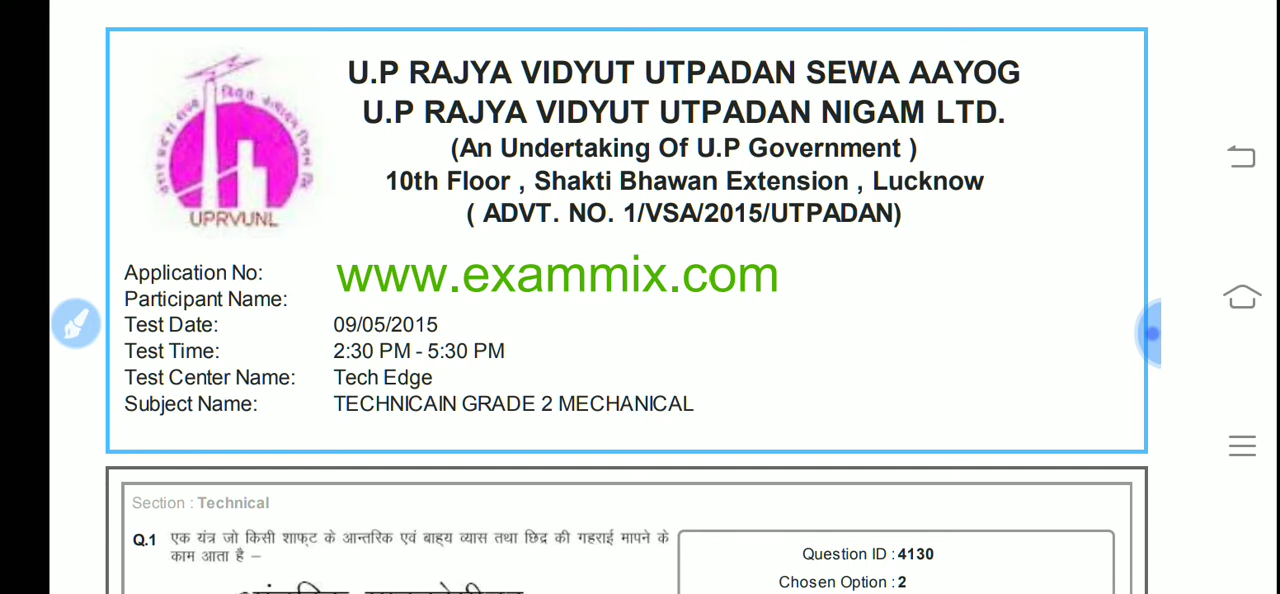 U.P RAJYA VIDYUT UTPADAN SEWA AAYOG
U.P RAJYA VIDYUT UTPADAN NIGAM LTD.
(An Undertaking Of U.P Government )
10th Floor , Shakti Bhawan Extension , Lucknow
( ADVT. NO. 1/VSA/2015/UTPADAN)
UPRVUNL
Application No: www.exammix.com
Participant Name:
Test Date: 09/05/2015
Test Time: 2:30 PM - 5:30 PM
Test Center Name: Tech Edge
Subject Name: TECHNICAIN GRADE 2 MECHANICAL
Section : Technical
Q.1 एक यंत्र जो किसी शाफ्ट के आन्तरिक एवं बाह्य व्यास तथा छिद्र की गहराई मापने के
काम आता है –
Question ID : 4130
Chosen Option : 2